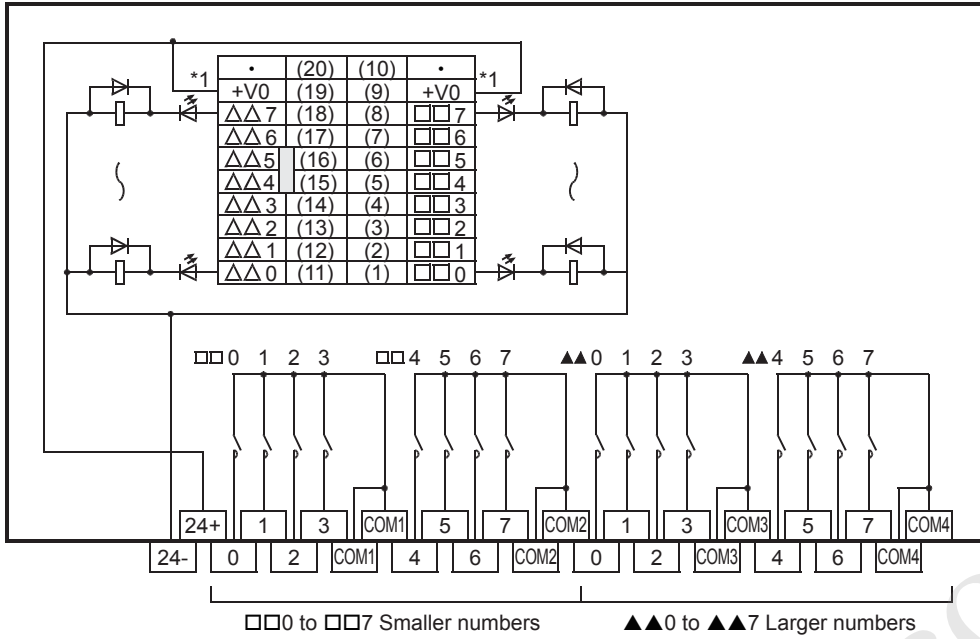 • (20) (10) •
*1 +V0 (19) (9) +V0 *1
△△7 (18) (8) □□7
△△6 (17) (7) □□6
△△5 (16) (6) □□5
△△4 (15) (5) □□4
△△3 (14) (4) □□3
△△2 (13) (3) □□2
△△1 (12) (2) □□1
△△0 (11) (1) □□0
□□0 1 2 3 □□4 5 6 7 ▲▲0 1 2 3 ▲▲4 5 6 7
24+ 1 3 COM1 5 7 COM2 1 3 COM3 5 7 COM4
24- 0 2 COM1 4 6 COM2 0 2 COM3 4 6 COM4
□□0 to □□7 Smaller numbers ▲▲0 to ▲▲7 Larger numbers